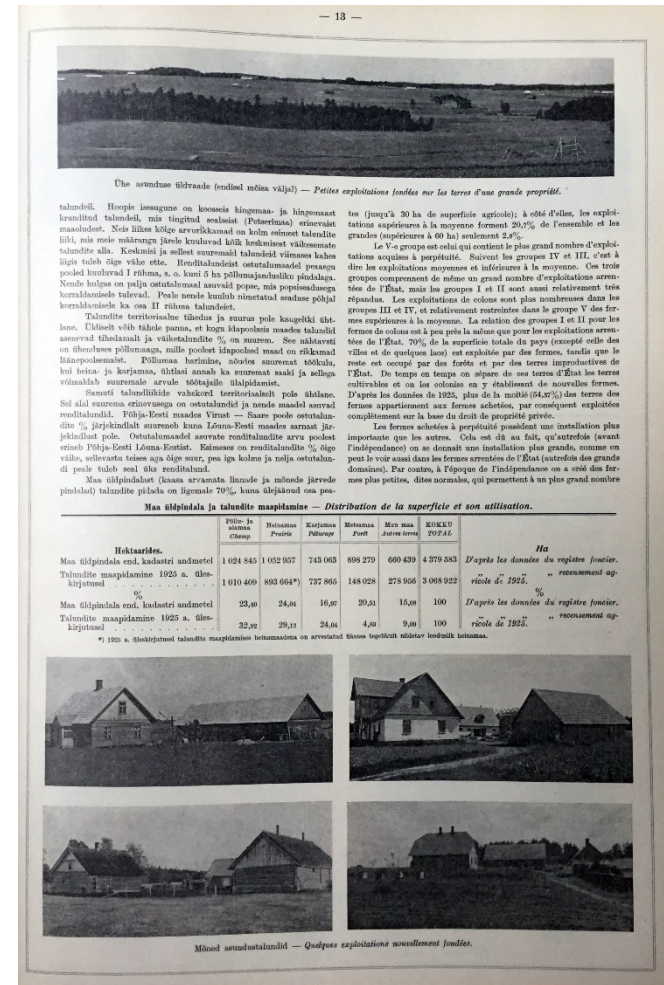 — 13 —
Ühe asunduse üldvaade (endisel mõisa väljal) — Petites exploitations fondées sur les terres d'une grande propriété.
talundeil. Hoopis isesugune on koosseis hingemaa- ja hingemaast
krunditud talundeil, mis tingitud sealseist (Petserimaa) erinevaist
maaoludest. Neis liikes kõige arvurikkamad on kolm esimest talundite
liiki, mis meie määrangu järele kuuluvad kõik keskmisest väiksemate
talundite alla. Keskmisi ja sellest suuremaid talundeid viimases kahes
liigis tuleb õige vähe ette. Renditalundeist ostutalumaadel peaaegu
pooled kuuluvad I rühma, s. o. kuni 5 ha põllumajandusliku pindalaga.
Nende hulgas on palju ostutalumaal asuvaid popse, mis popsiseadusega
korraldamisele tulevad. Peale nende kuulub nimetatud seaduse põhjal
korraldamisele ka osa II rühma talundeist.
Talundite territoriaalne tihedus ja suurus pole kaugeltki üht-
lane. Üldiselt võib tähele panna, et kogu idapoolseis maades talundid
asenevad tihedamalt ja väiketalundite % on suurem. See nähtavsti
on ühenduses põllunnaga, mille poolest idapoolsed maad on rikkamad
läänepoolsemaist. Põllumaa harimine, nõudes suuremat töökulu,
kui heina- ja karjamaa, ühtlasi annab ka suuremat saaki ja sellega
võimaldab suuremale arvule töötajaile ülalpidamist.
Samuti talundliikide vahekord territoriaalselt pole ühtlane.
Sel alal suurema erinevusega on ostutalundid ja nende maadel asuvad
renditalundid. Põhja-Eesti maades Virust — Saare poole ostutalun-
dite % järjekindlalt suureneb kuna Lõuna-Eesti maades sarnast jär-
jekindlust pole. Ostutalumaadel asuvate renditalundite arvu poolest
erineb Põhja-Eesti Lõuna-Eestist. Esimeses on renditalundite % õige
väike, sellevastu teises aga õige suur, pea iga kolme ja nelja ostutalun-
di peale tuleb seal üks renditalund.
Maa üldpindalast (kaasa arvamata linnade ja mõnede järvede
pindalad) talundite pidada on ligemale 70%, kuna ülejäänud osa pea-
tes (jusqu'à 30 ha de superficie agricole); à côté d'elles, les exploi-
tations supérieures à la moyenne forment 20,7% de l'ensemble et les
grandes (supérieures à 60 ha) seulement 2,8%.
Le V-e groupe est celui qui contient le plus grand nombre d'exploi-
tations acquises à perpétuité. Suivent les groupes IV et III, c'est à
dire les exploitations moyennes et inférieures à la moyenne. Ces trois
groupes comprennent de même un grand nombre d'exploitations arren-
tées de l'État, mais les groupes I et II sont aussi relativement très
répandus. Les exploitations de colons sont plus nombreuses dans les
groupes III et IV, et relativement restreintes dans le groupe V des fer-
mes supérieures à la moyenne. La relation des groupes I et II pour les
fermes de colons est à peu près la même que pour les exploitations arren-
tées de l'État. 70% de la superficie totale du pays (excepté celle des
villes et de quelques lacs) est exploitée par des fermes, tandis que le
reste est occupé par des forêts et par des terres improductives de
l'État. De temps en temps on sépare de ces terres d'État les terres
cultivables et on les colonise en y établissant de nouvelles fermes.
D'après les données de 1925, plus de la moitié (54,37%) des terres des
fermes appartiennent aux fermes achetées, par conséquent exploitées
complètement sur la base du droit de propriété privée.
Les fermes achetées à perpétuité possèdent une installation plus
importante que les autres. Cela est dû au fait, qu'autrefois (avant
l'indépendance) on se donnait une installation plus grande, comme on
peut le voir aussi dans les fermes arrentées de l'État (autrefois des grands
domaines). Par contre, à l'époque de l'indépendance on a créé des fer-
mes plus petites, dites normales, qui permettent à un plus grand nombre
Maa üldpindala ja talundite maapidamine — Distribution de la superficie et son utilisation.
Põllu- ja aiamaa Champ Heinamaa Prairie Karjamaa Pâturage Metsamaa Forêt Muu maa Autres terres KOKKU TOTAL
Hektaarides. Ha
Maa üldpindala end. kadastri andmetel 1 024 845 1 052 957 743 063 898 279 660 439 4 379 583 D'après les données du registre foncier.
Talundite maapidamine 1925 a. üles-
kirjutusel 1 010 409 893 664*) 737 865 148 028 278 956 3 068 922 „ „ „ „ recensement ag-
ricole de 1925.
% %
Maa üldpindala end. kadastri andmetel 23,40 24,04 16,97 20,51 15,08 100 D'après les données du registre foncier.
Talundite maapidamine 1925 a. üles-
kirjutusel 32,92 29,12 24,04 4,83 9,09 100 „ „ „ „ recensement ag-
ricole de 1925.
*) 1925 a. üleskirjutusel talundite maapidamises heinamaadena on arvestatud üksnes tegelikult niidetav looduslik heinamaa.
Mõned asundustalundid — Quelques exploitations nouvellement fondées.